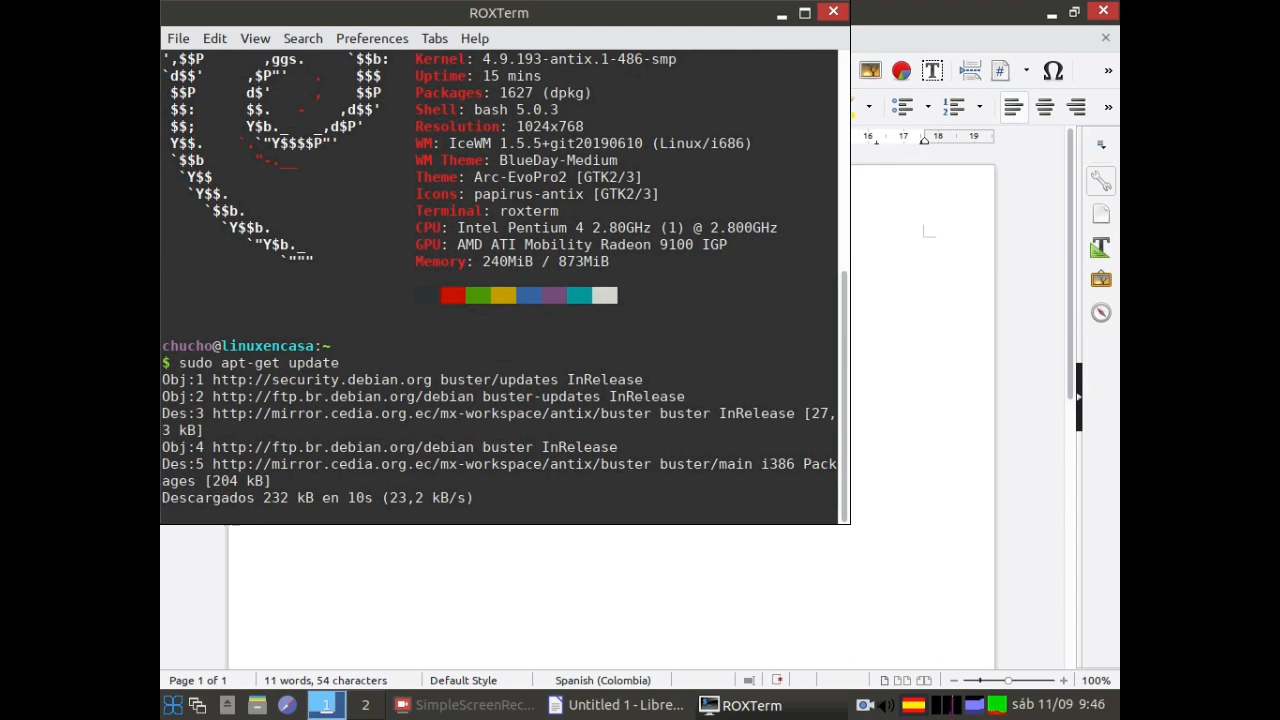 ROXTerm
File Edit View Search Preferences Tabs Help
',$$P ,ggs. `$$b: Kernel: 4.9.193-antix.1-486-smp
`d$$' ,$P"' . $$$ Uptime: 15 mins
$$P d$' , $$P Packages: 1627 (dpkg)
$$: $$. - ,d$$' Shell: bash 5.0.3
$$; Y$b._ _,d$P' Resolution: 1024x768
Y$$. `.`"Y$$$$P"' WM: IceWM 1.5.5+git20190610 (Linux/i686)
`$$b "-.__ WM Theme: BlueDay-Medium
`Y$$ Theme: Arc-EvoPro2 [GTK2/3]
`Y$$. Icons: papirus-antix [GTK2/3]
`$$b. Terminal: roxterm
`Y$$b. CPU: Intel Pentium 4 2.80GHz (1) @ 2.800GHz
`"Y$b._ GPU: AMD ATI Mobility Radeon 9100 IGP
`""" Memory: 240MiB / 873MiB
chucho@linuxencasa:~
$ sudo apt-get update
Obj:1 http://security.debian.org buster/updates InRelease
Obj:2 http://ftp.br.debian.org/debian buster-updates InRelease
Des:3 http://mirror.cedia.org.ec/mx-workspace/antix/buster buster InRelease [27,
3 kB]
Obj:4 http://ftp.br.debian.org/debian buster InRelease
Des:5 http://mirror.cedia.org.ec/mx-workspace/antix/buster buster/main i386 Pack
ages [204 kB]
Descargados 232 kB en 10s (23,2 kB/s)
16 17 18 19
Page 1 of 1 11 words, 54 characters Default Style Spanish (Colombia) 100%
1 2 SimpleScreenRec... Untitled 1 - Libre... ROXTerm sáb 11/09 9:46